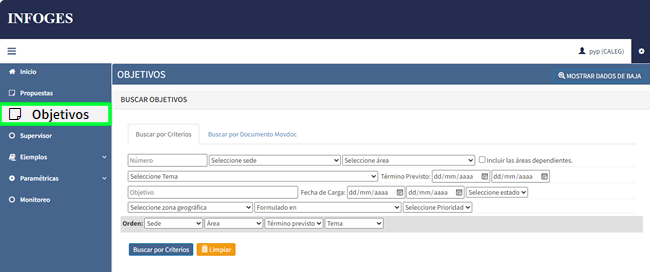 INFOGES
pyp (CALEG)
Inicio
Propuestas
Objetivos
Supervisor
Ejemplos
Paramétricas
Monitoreo
OBJETIVOS
MOSTRAR DADOS DE BAJA
BUSCAR OBJETIVOS
Buscar por Criterios
Buscar por Documento Movdoc
Número Seleccione sede Seleccione área Incluir las áreas dependientes.
Seleccione Tema Término Previsto: dd/mm/aaaa dd/mm/aaaa
Objetivo Fecha de Carga: dd/mm/aaaa dd/mm/aaaa Seleccione estado
Seleccione zona geográfica Formulado en Seleccione Prioridad
Orden: Sede Área Término previsto Tema
Buscar por Criterios Limpiar